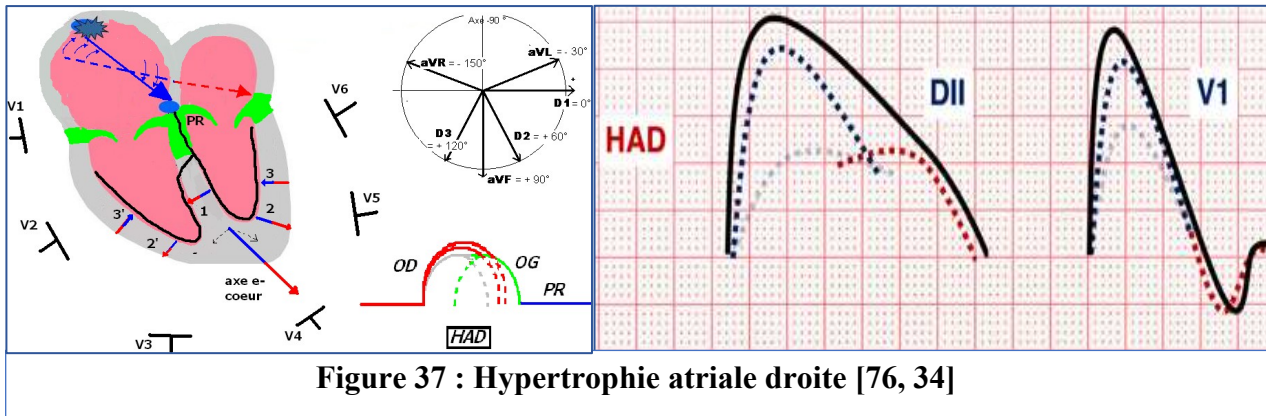 V1
V2
V3
V4
V5
V6
PR
1
2
3
3'
2'
-
axe e-
coeur
Axe -90 °
aVL = - 30°
aVR = - 150°
+
D1 = 0°
D3
= + 120°
D2 = + 60°
aVF = + 90°
OD
OG
PR
HAD
HAD
DII
V1
Figure 37 : Hypertrophie atriale droite [76, 34]